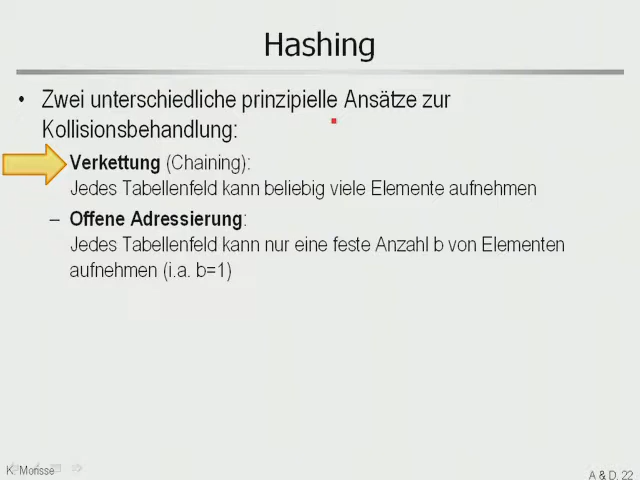 Hashing
• Zwei unterschiedliche prinzipielle Ansätze zur
Kollisionsbehandlung:
Verkettung (Chaining):
Jedes Tabellenfeld kann beliebig viele Elemente aufnehmen
– Offene Adressierung:
Jedes Tabellenfeld kann nur eine feste Anzahl b von Elementen
aufnehmen (i.a. b=1)
K. Morisse
A & D. 22